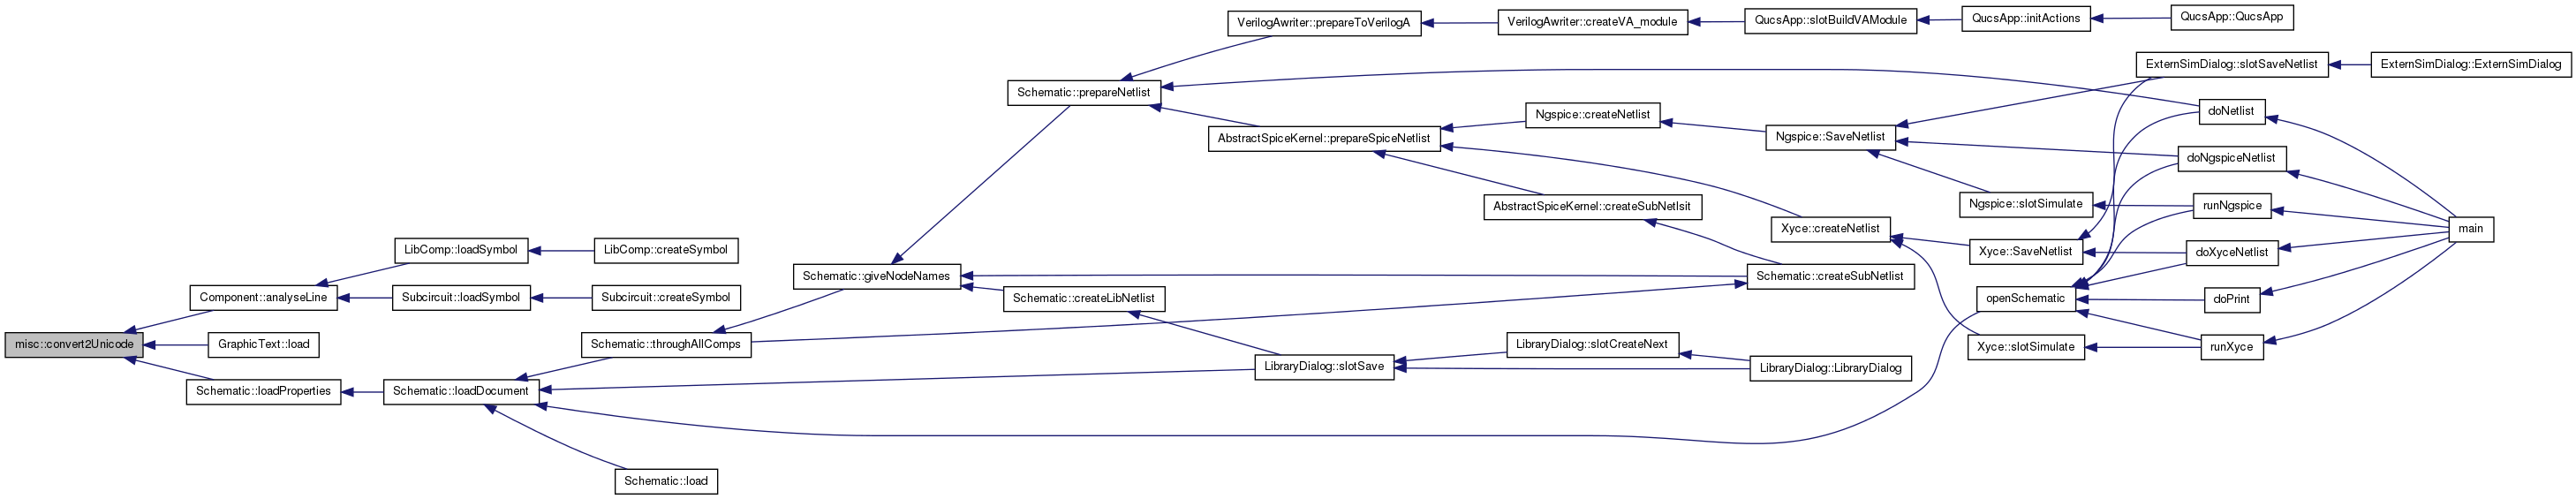 VerilogAwriter::prepareToVerilogA
VerilogAwriter::createVA_module
QucsApp::slotBuildVAModule
QucsApp::initActions
QucsApp::QucsApp
ExternSimDialog::slotSaveNetlist
ExternSimDialog::ExternSimDialog
Schematic::prepareNetlist
doNetlist
Ngspice::createNetlist
AbstractSpiceKernel::prepareSpiceNetlist
Ngspice::SaveNetlist
doNgspiceNetlist
Ngspice::slotSimulate
runNgspice
AbstractSpiceKernel::createSubNetlsit
Xyce::createNetlist
main
LibComp::loadSymbol
LibComp::createSymbol
Xyce::SaveNetlist
doXyceNetlist
Schematic::giveNodeNames
Schematic::createSubNetlist
Component::analyseLine
Subcircuit::loadSymbol
Subcircuit::createSymbol
Schematic::createLibNetlist
openSchematic
doPrint
misc::convert2Unicode
GraphicText::load
Schematic::throughAllComps
LibraryDialog::slotCreateNext
Xyce::slotSimulate
runXyce
LibraryDialog::slotSave
LibraryDialog::LibraryDialog
Schematic::loadProperties
Schematic::loadDocument
Schematic::load